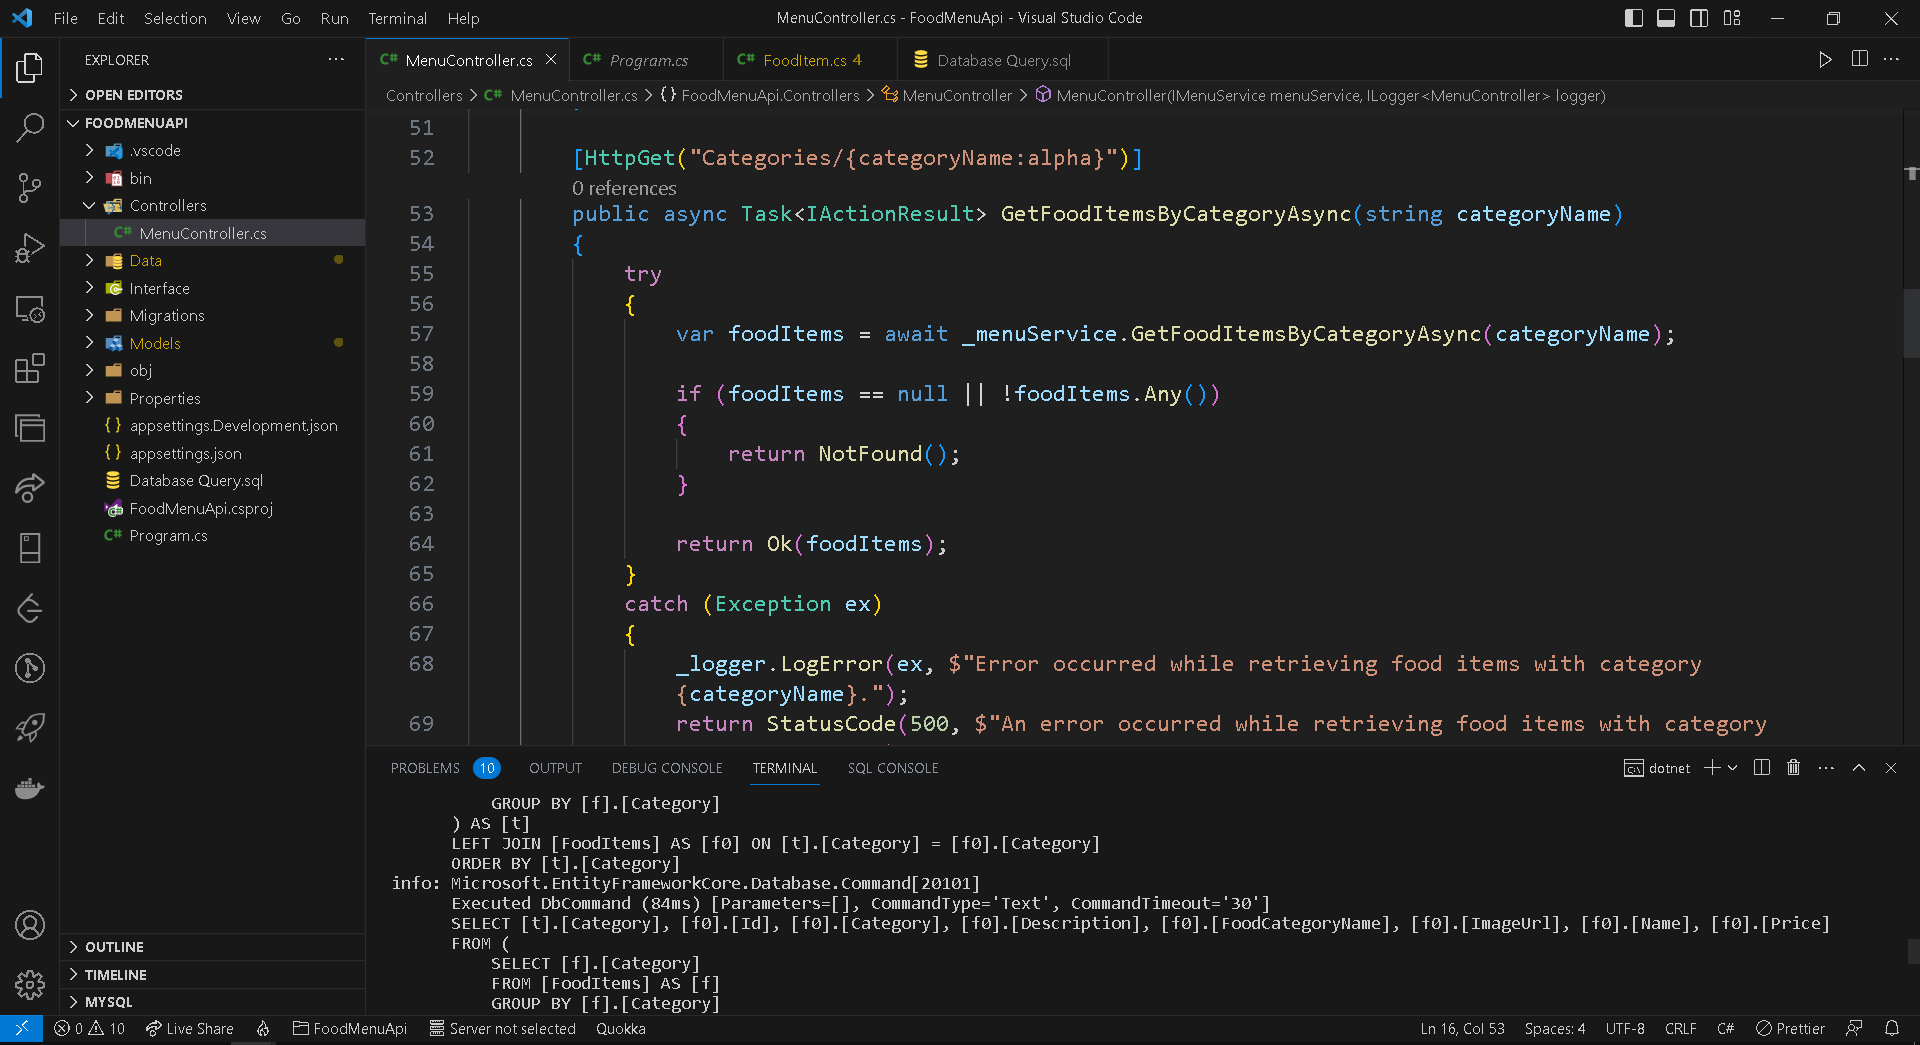 File Edit Selection View Go Run Terminal Help
MenuController.cs - FoodMenuApi - Visual Studio Code
EXPLORER
OPEN EDITORS
FOODMENUAPI
.vscode
bin
Controllers
C# MenuController.cs
Data
Interface
Migrations
Models
obj
Properties
{} appsettings.Development.json
{} appsettings.json
Database Query.sql
FoodMenuApi.csproj
C# Program.cs
OUTLINE
TIMELINE
MYSQL
C# MenuController.cs
C# Program.cs
C# FoodItem.cs 4
Database Query.sql
Controllers > C# MenuController.cs > {} FoodMenuApi.Controllers > MenuController > MenuController(IMenuService menuService, ILogger<MenuController> logger)
51
52 [HttpGet("Categories/{categoryName:alpha}")]
0 references
53 public async Task<IActionResult> GetFoodItemsByCategoryAsync(string categoryName)
54 {
55 try
56 {
57 var foodItems = await _menuService.GetFoodItemsByCategoryAsync(categoryName);
58
59 if (foodItems == null || !foodItems.Any())
60 {
61 return NotFound();
62 }
63
64 return Ok(foodItems);
65 }
66 catch (Exception ex)
67 {
68 _logger.LogError(ex, $"Error occurred while retrieving food items with category
{categoryName}.");
69 return StatusCode(500, $"An error occurred while retrieving food items with category
PROBLEMS 10 OUTPUT DEBUG CONSOLE TERMINAL SQL CONSOLE
dotnet
GROUP BY [f].[Category]
) AS [t]
LEFT JOIN [FoodItems] AS [f0] ON [t].[Category] = [f0].[Category]
ORDER BY [t].[Category]
info: Microsoft.EntityFrameworkCore.Database.Command[20101]
Executed DbCommand (84ms) [Parameters=[], CommandType='Text', CommandTimeout='30']
SELECT [t].[Category], [f0].[Id], [f0].[Category], [f0].[Description], [f0].[FoodCategoryName], [f0].[ImageUrl], [f0].[Name], [f0].[Price]
FROM (
SELECT [f].[Category]
FROM [FoodItems] AS [f]
GROUP BY [f].[Category]
0 10 Live Share FoodMenuApi Server not selected Quokka
Ln 16, Col 53 Spaces: 4 UTF-8 CRLF C# Prettier